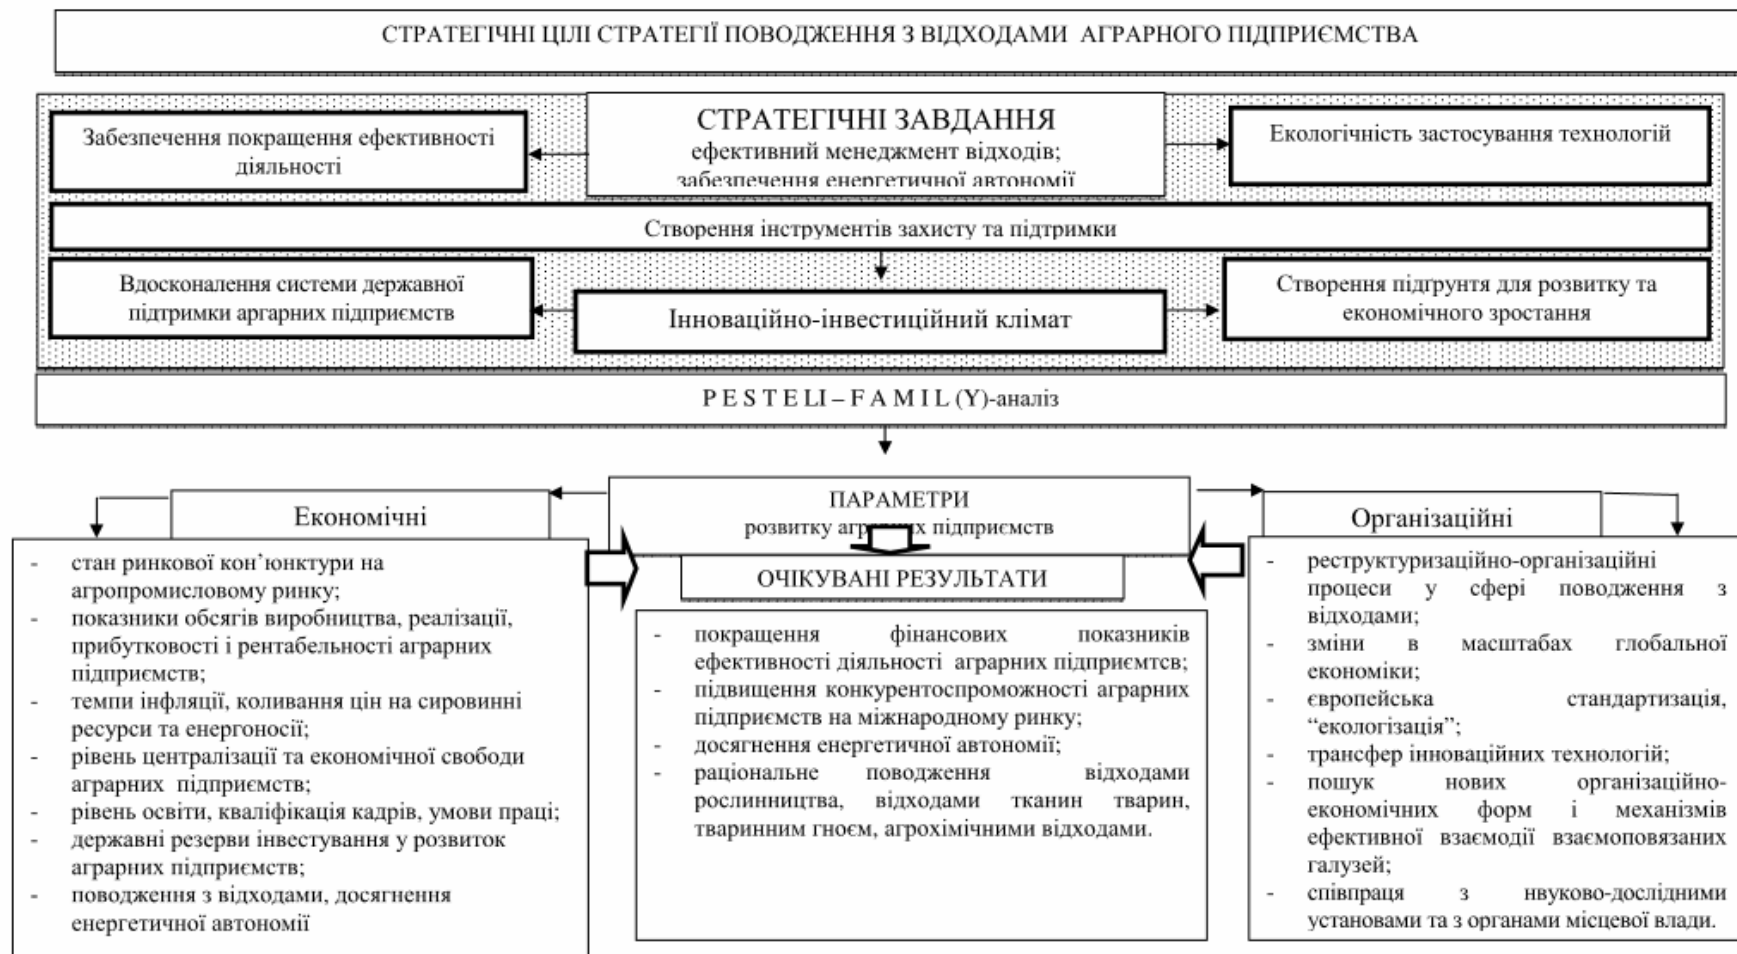 СТРАТЕГІЧНІ ЦІЛІ СТРАТЕГІЇ ПОВОДЖЕННЯ З ВІДХОДАМИ АГРАРНОГО ПІДПРИЄМСТВА
СТРАТЕГІЧНІ ЗАВДАННЯ
ефективний менеджмент відходів;
забезпечення енергетичної автономії
Забезпечення покращення ефективності
діяльності
Екологічність застосування технологій
Створення інструментів захисту та підтримки
Вдосконалення системи державної
підтримки аргарних підприємств
Інноваційно-інвестиційний клімат
Створення підґрунтя для розвитку та
економічного зростання
P E S T E LI – F A M I L (Y)-аналіз
ПАРАМЕТРИ
розвитку аграрних підприємств
Економічні
- стан ринкової кон’юнктури на
агропромисловому ринку;
- показники обсягів виробництва, реалізації,
прибутковості і рентабельності аграрних
підприємств;
- темпи інфляції, коливання цін на сировинні
ресурси та енергоносії;
- рівень централізації та економічної свободи
аграрних підприємств;
- рівень освіти, кваліфікація кадрів, умови праці;
- державні резерви інвестування у розвиток
аграрних підприємств;
- поводження з відходами, досягнення
енергетичної автономії
ОЧІКУВАНІ РЕЗУЛЬТАТИ
- покращення фінансових показників
ефективності діяльності аграрних підприємтсв;
- підвищення конкурентоспроможності аграрних
підприємств на міжнародному ринку;
- досягнення енергетичної автономії;
- раціональне поводження відходами
рослинництва, відходами тканин тварин,
тваринним гноєм, агрохімічними відходами.
Організаційні
- реструктуризаційно-організаційні
процеси у сфері поводження з
відходами;
- зміни в масштабах глобальної
економіки;
- європейська стандартизація,
“екологізація”;
- трансфер інноваційних технологій;
- пошук нових організаційно-
економічних форм і механізмів
ефективної взаємодії взаємоповязаних
галузей;
- співпраця з нвуково-дослідними
установами та з органами місцевої влади.